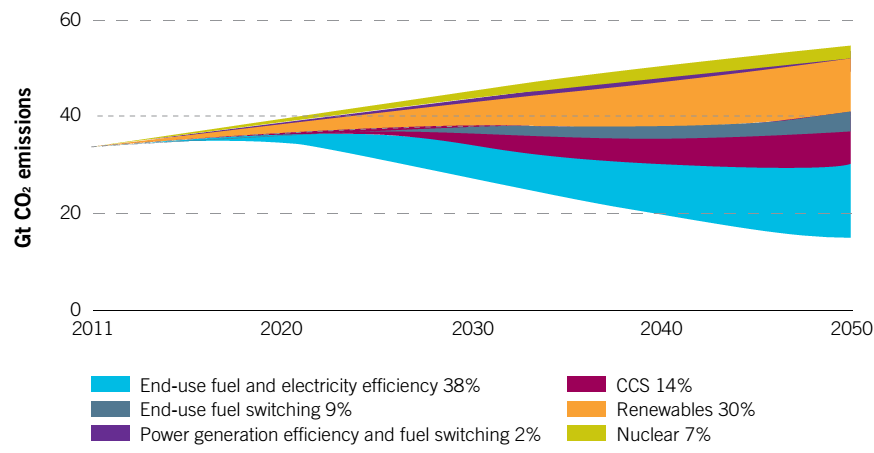 60
40
20
0
Gt CO₂ emissions
2011 2020 2030 2040 2050
End-use fuel and electricity efficiency 38%
End-use fuel switching 9%
Power generation efficiency and fuel switching 2%
CCS 14%
Renewables 30%
Nuclear 7%